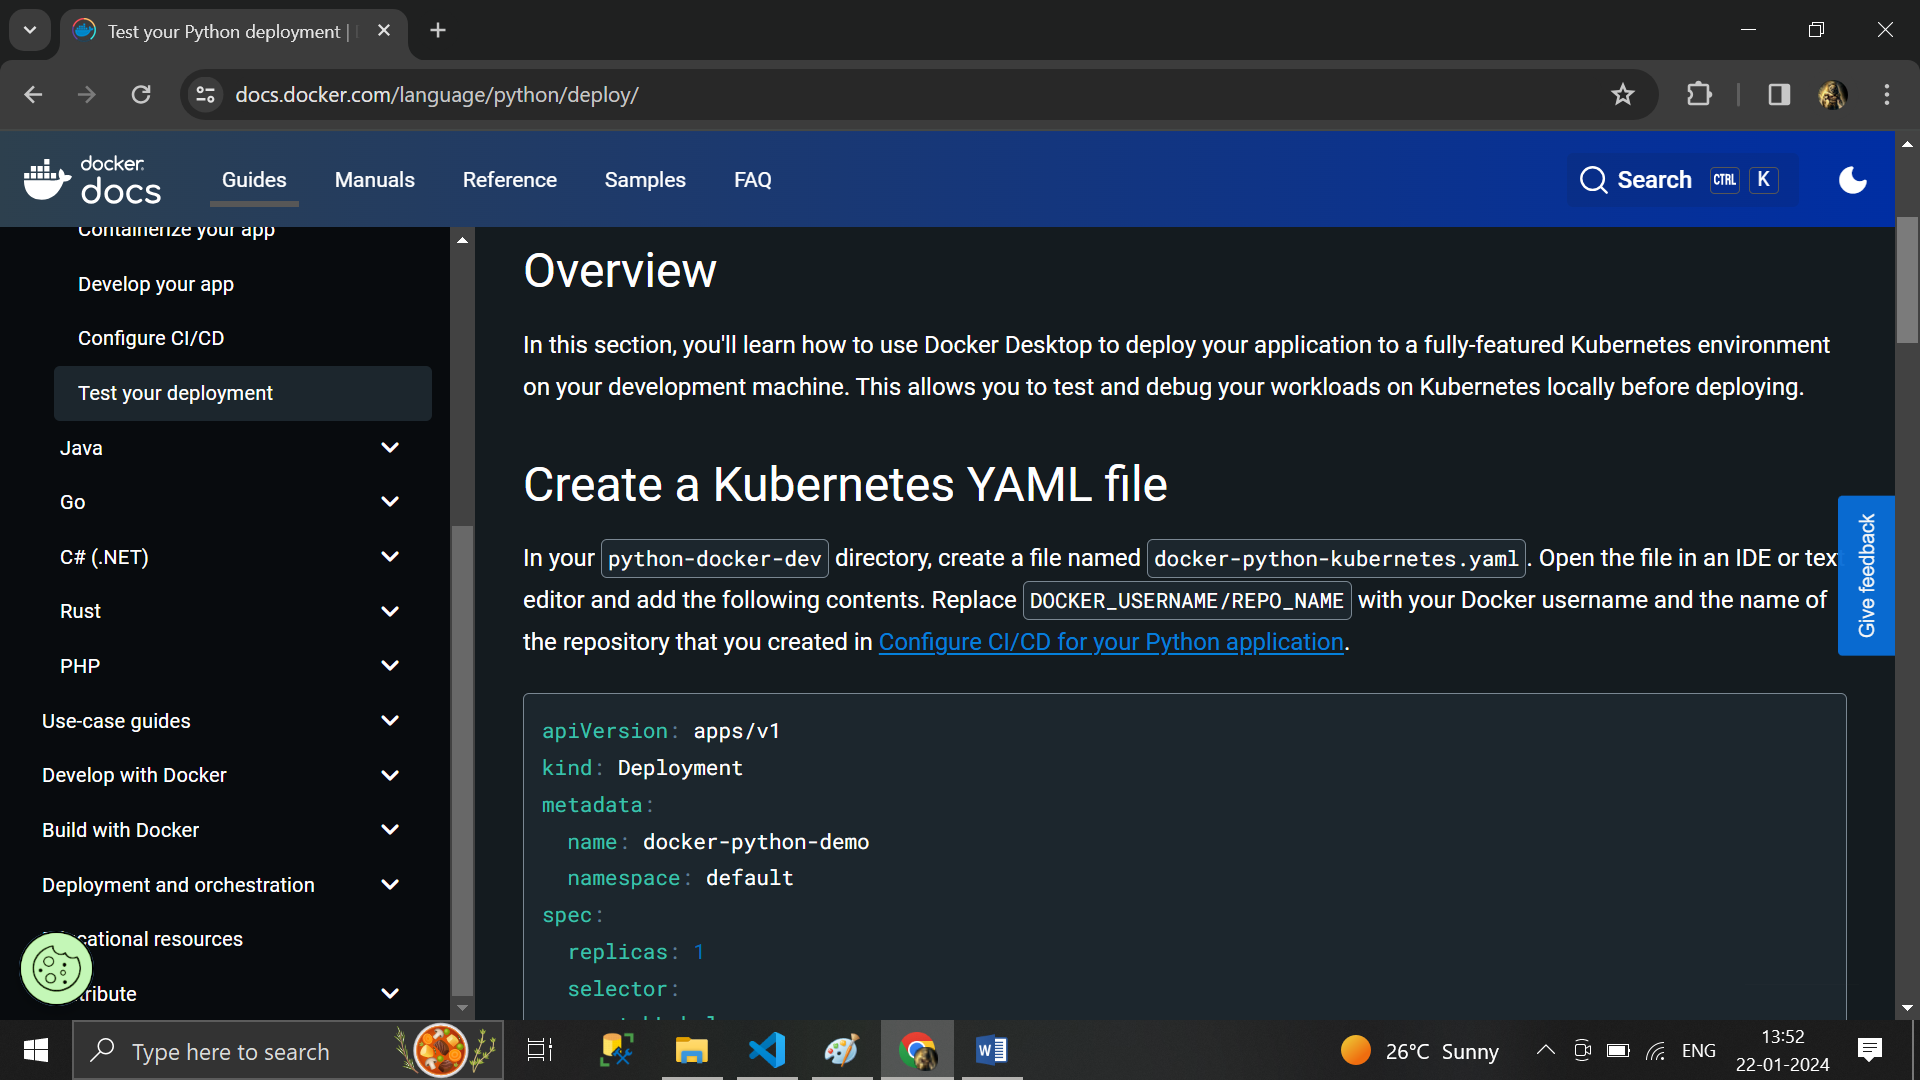 Test your Python deployment |
docs.docker.com/language/python/deploy/
docker docs
Guides
Manuals
Reference
Samples
FAQ
Search CTRL K
Containerize your app
Develop your app
Configure CI/CD
Test your deployment
Java
Go
C# (.NET)
Rust
PHP
Use-case guides
Develop with Docker
Build with Docker
Deployment and orchestration
cational resources
tribute
Overview
In this section, you'll learn how to use Docker Desktop to deploy your application to a fully-featured Kubernetes environment
on your development machine. This allows you to test and debug your workloads on Kubernetes locally before deploying.
Create a Kubernetes YAML file
In your python-docker-dev directory, create a file named docker-python-kubernetes.yaml. Open the file in an IDE or text
editor and add the following contents. Replace DOCKER_USERNAME/REPO_NAME with your Docker username and the name of
the repository that you created in Configure CI/CD for your Python application.
apiVersion: apps/v1
kind: Deployment
metadata:
  name: docker-python-demo
  namespace: default
spec:
  replicas: 1
  selector:
Give feedback
Type here to search
26°C Sunny
ENG
13:52
22-01-2024